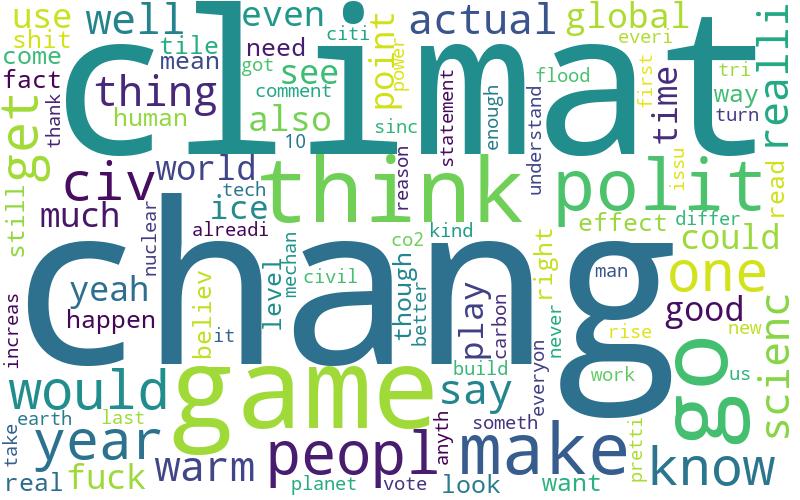 use well even actual global
shit tile need citi everi
come mean got point power
fact thing see comment flood first tri
thank human also 10 sinc statement enough understand time way turn realli
climat
get civ world tech ice think reason polit issu read
still much alreadi nuclear co2 kind effect differ could
chang
yeah level mechan civil though better play carbon right man one good
increas happen believ it never rise new scienc
would game build say everyon work go us
earth last year peopl anyth make someth pretti know
take real fuck warm planet vote look want